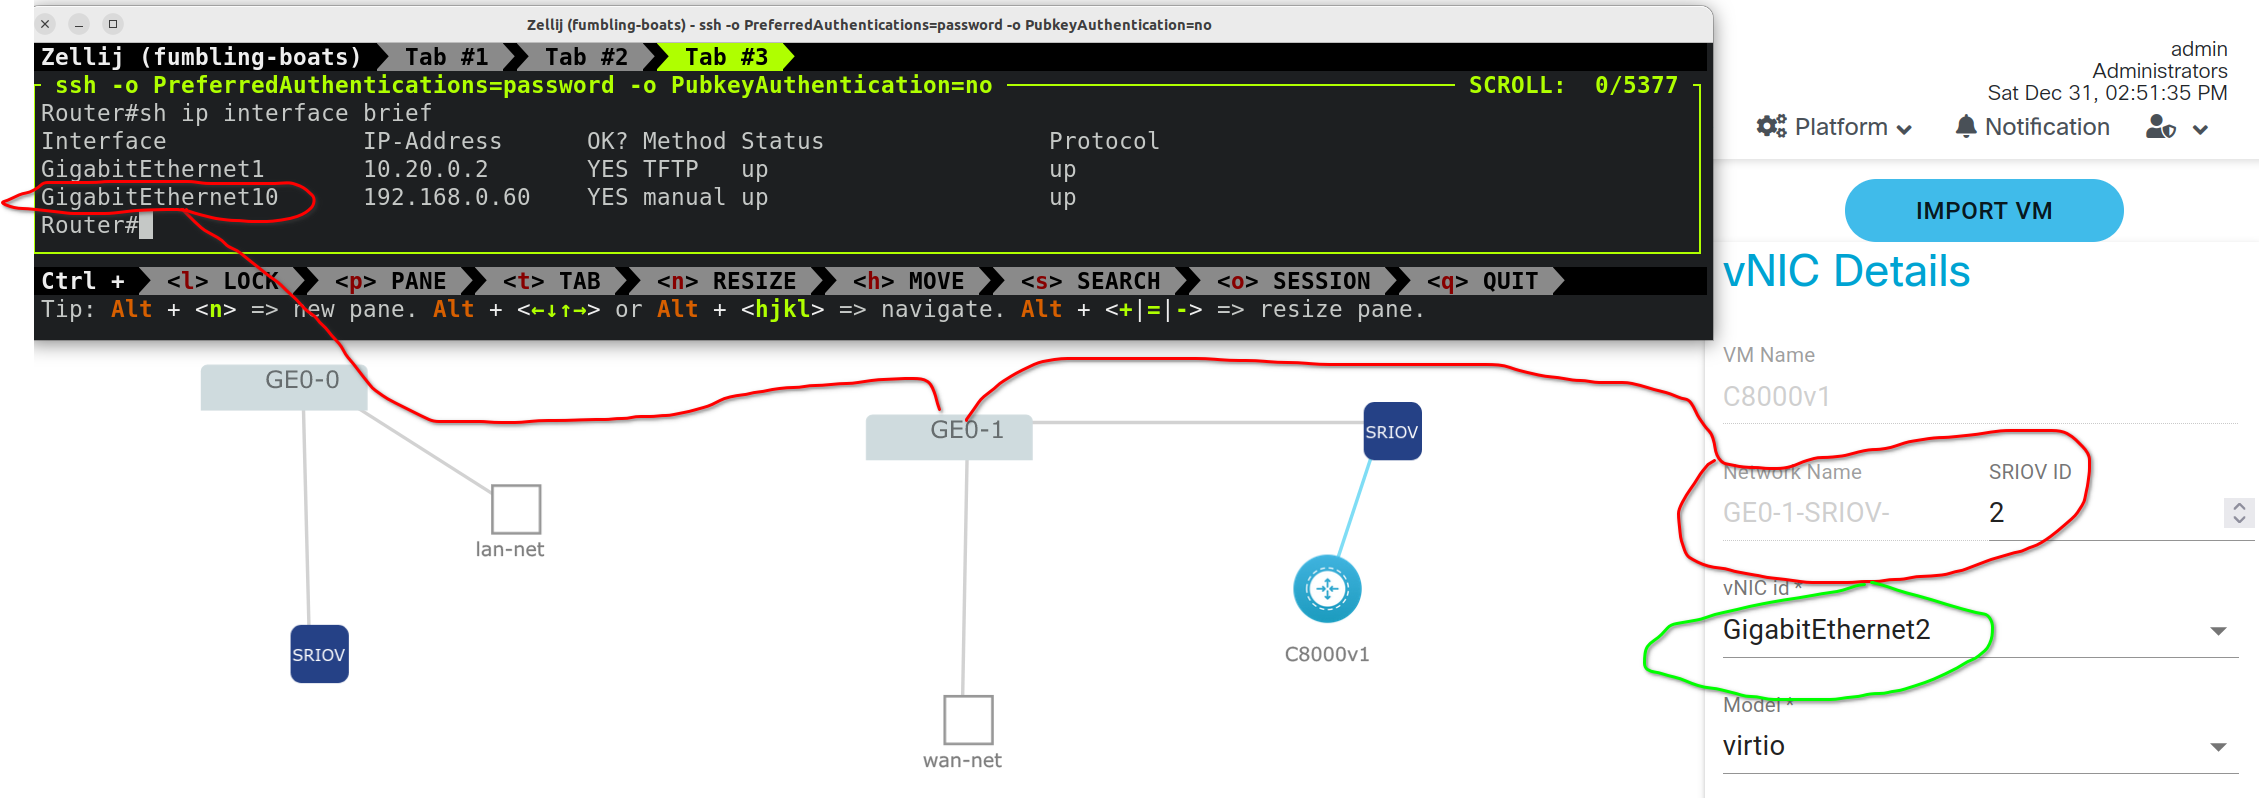 Zellij (fumbling-boats) - ssh -o PreferredAuthentications=password -o PubkeyAuthentication=no
Zellij (fumbling-boats) Tab #1 Tab #2 Tab #3
ssh -o PreferredAuthentications=password -o PubkeyAuthentication=no SCROLL: 0/5377
Router#sh ip interface brief
Interface IP-Address OK? Method Status Protocol
GigabitEthernet1 10.20.0.2 YES TFTP up up
GigabitEthernet10 192.168.0.60 YES manual up up
Router#
Ctrl + <l> LOCK <p> PANE <t> TAB <n> RESIZE <h> MOVE <s> SEARCH <o> SESSION <q> QUIT
Tip: Alt + <n> => new pane. Alt + <←↓↑→> or Alt + <hjkl> => navigate. Alt + <+|=|-> => resize pane.
admin
Administrators
Sat Dec 31, 02:51:35 PM
Platform Notification
IMPORT VM
vNIC Details
VM Name
C8000v1
Network Name SRIOV ID
GE0-1-SRIOV- 2
vNIC id *
GigabitEthernet2
Model *
virtio
GE0-0
GE0-1
SRIOV
lan-net
SRIOV
C8000v1
wan-net